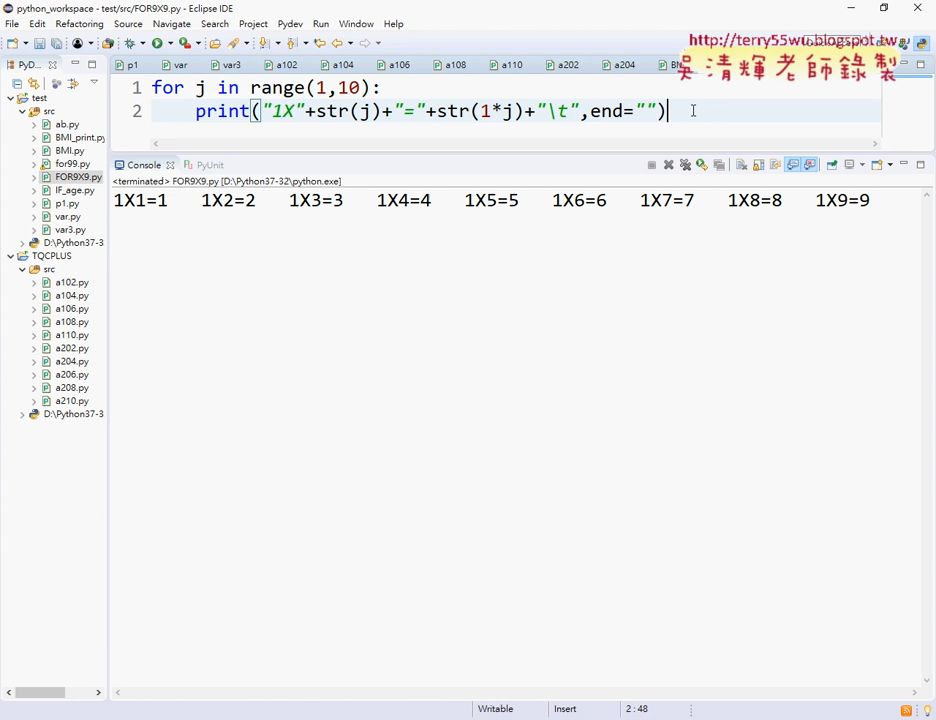 python_workspace - test/src/FOR9X9.py - Eclipse IDE
File Edit Refactoring Source Navigate Search Project Pydev Run Window Help
http://terry55wu.blogspot.tw
吳清輝老師錄製
PyD...
p1 var var3 a102 a104 a106 a108 a110 a202 a204
test
src
ab.py
BMI_print.py
BMI.py
for99.py
FOR9X9.py
IF_age.py
p1.py
var.py
var3.py
D:\Python37-3
TQCPLUS
src
a102.py
a104.py
a106.py
a108.py
a110.py
a202.py
a204.py
a206.py
a208.py
a210.py
D:\Python37-3
1 for j in range(1,10):
2 print("1X"+str(j)+"="+str(1*j)+"\t",end="")
Console PyUnit
<terminated> FOR9X9.py [D:\Python37-32\python.exe]
1X1=1 1X2=2 1X3=3 1X4=4 1X5=5 1X6=6 1X7=7 1X8=8 1X9=9
Writable Insert 2 : 48